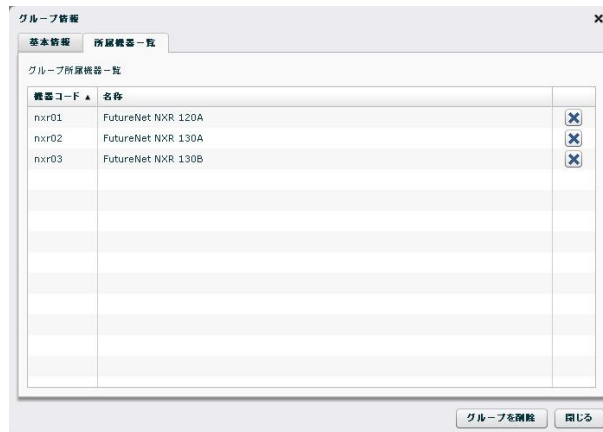 グループ情報
基本情報 所属機器一覧
グループ所属機器一覧
機器コード ▲ 名称
nxr01 FutureNet NXR 120A
nxr02 FutureNet NXR 130A
nxr03 FutureNet NXR 130B
グループを削除 閉じる